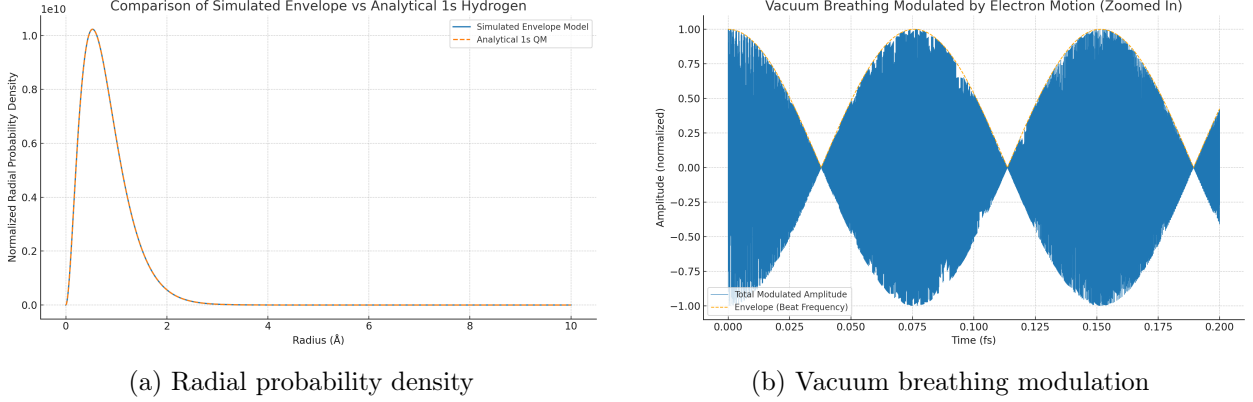 Comparison of Simulated Envelope vs Analytical 1s Hydrogen
1e10
1.0
0.8
0.6
0.4
0.2
0.0
Normalized Radial Probability Density
Simulated Envelope Model
Analytical 1s QM
0 2 4 6 8 10
Radius (Å)
(a) Radial probability density
Vacuum Breathing Modulated by Electron Motion (Zoomed In)
1.00
0.75
0.50
0.25
0.00
−0.25
−0.50
−0.75
−1.00
Amplitude (normalized)
Total Modulated Amplitude
Envelope (Beat Frequency)
0.000 0.025 0.050 0.075 0.100 0.125 0.150 0.175 0.200
Time (fs)
(b) Vacuum breathing modulation